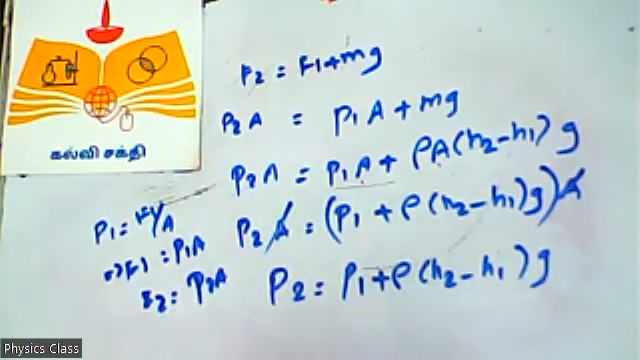 கல்வி சக்தி
F₂ = F₁+mg
P₂A = P₁A + mg
P₂A = P₁A + ρA(h₂-h₁)g
P₁ = F₁/A
P₂A = (P₁ + ρ(h₂-h₁)g)A
F₁ = P₁A
F₂ = P₂A
P₂ = P₁+ρ(h₂-h₁)g
Physics Class